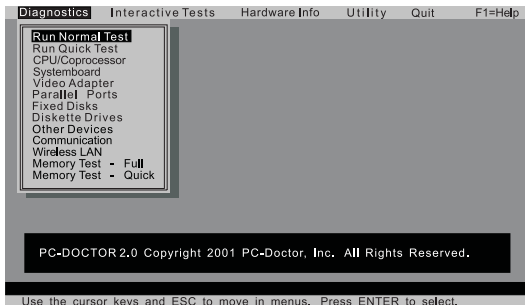 Diagnostics Interactive Tests Hardware Info Utility Quit F1=Help
Run Normal Test
Run Quick Test
CPU/Coprocessor
Systemboard
Video Adapter
Parallel Ports
Fixed Disks
Diskette Drives
Other Devices
Communication
Wireless LAN
Memory Test - Full
Memory Test - Quick
PC-DOCTOR 2.0 Copyright 2001 PC-Doctor, Inc. All Rights Reserved.
Use the cursor keys and ESC to move in menus. Press ENTER to select.